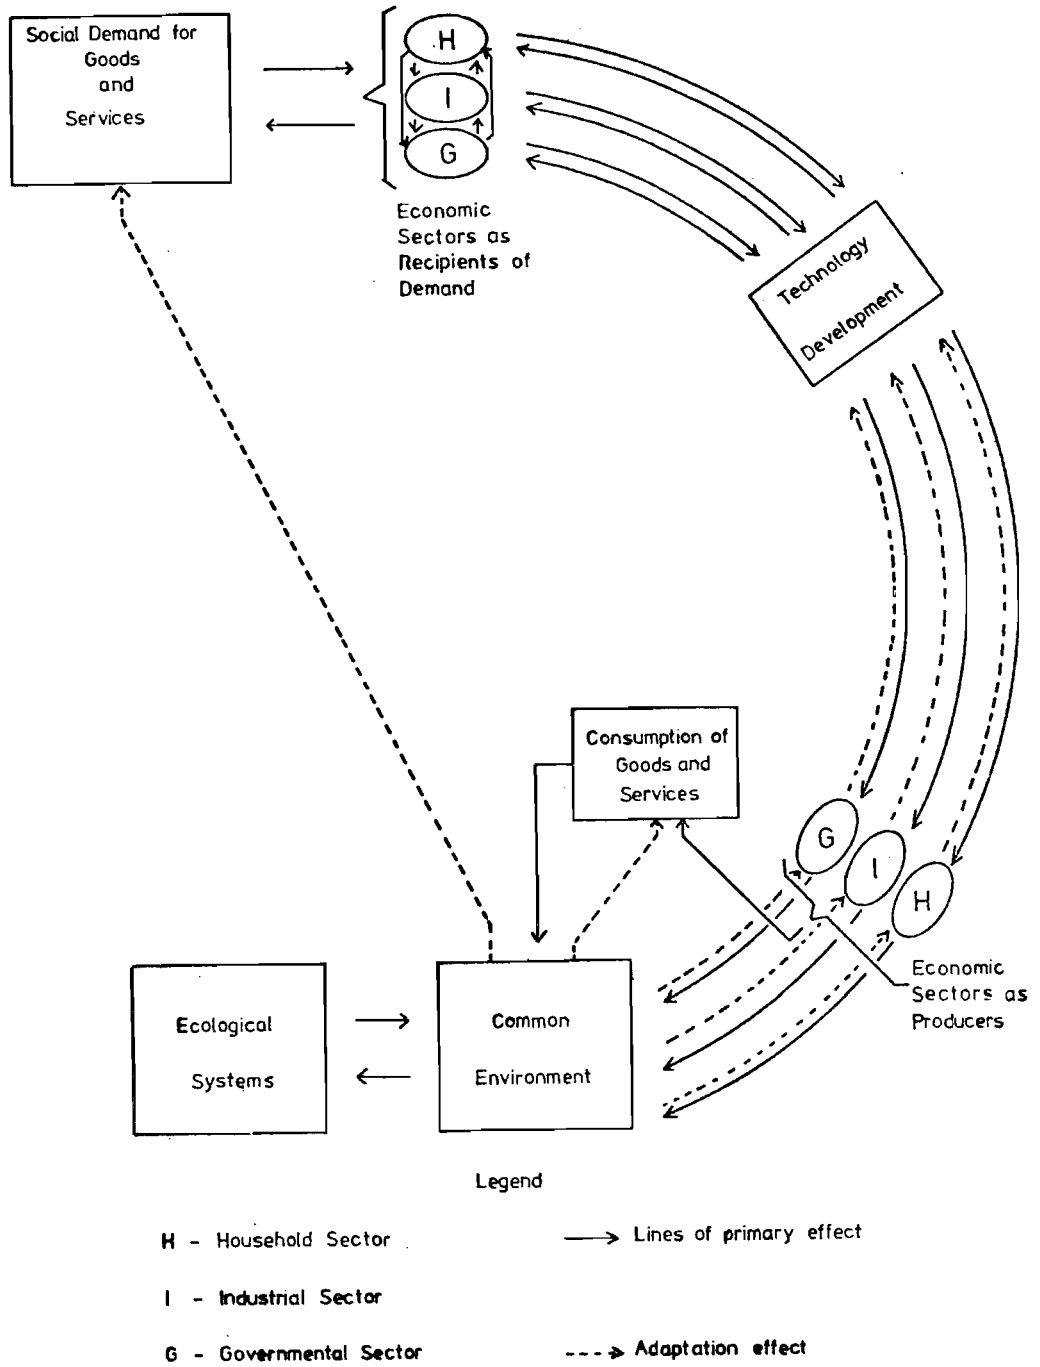 Social Demand for
Goods
and
Services
H
I
G
Economic
Sectors as
Recipients of
Demand
Technology
Development
Consumption of
Goods and
Services
G
I
H
Economic
Sectors as
Producers
Ecological
Systems
Common
Environment
Legend
H - Household Sector
Lines of primary effect
I - Industrial Sector
G - Governmental Sector
Adaptation effect